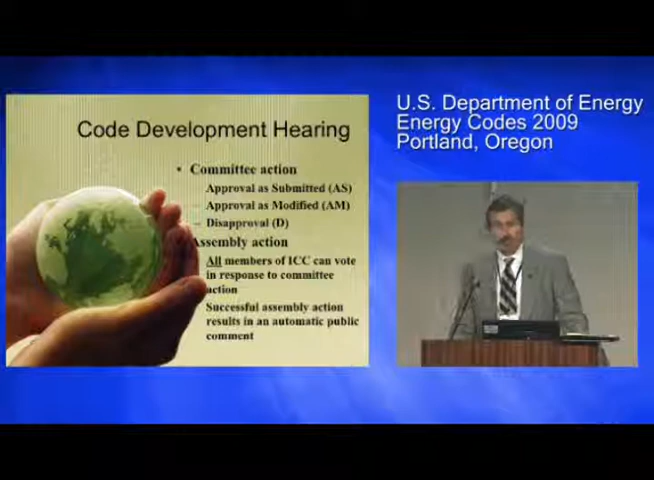 Code Development Hearing
• Committee action
– Approval as Submitted (AS)
– Approval as Modified (AM)
– Disapproval (D)
Assembly action
All members of ICC can vote
in response to committee
action
Successful assembly action
results in an automatic public
comment
U.S. Department of Energy
Energy Codes 2009
Portland, Oregon